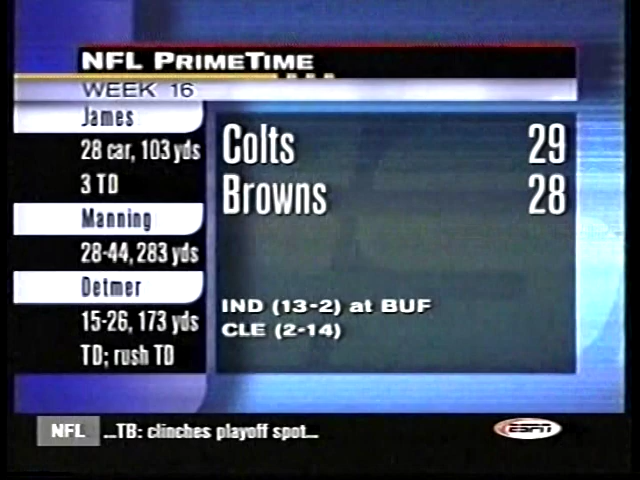 NFL PRIMETIME
WEEK 16
James
28 car, 103 yds
3 TD
Manning
28-44, 283 yds
Detmer
15-26, 173 yds
TD; rush TD
Colts 29
Browns 28
IND (13-2) at BUF
CLE (2-14)
NFL ...TB: clinches playoff spot...
ESPN